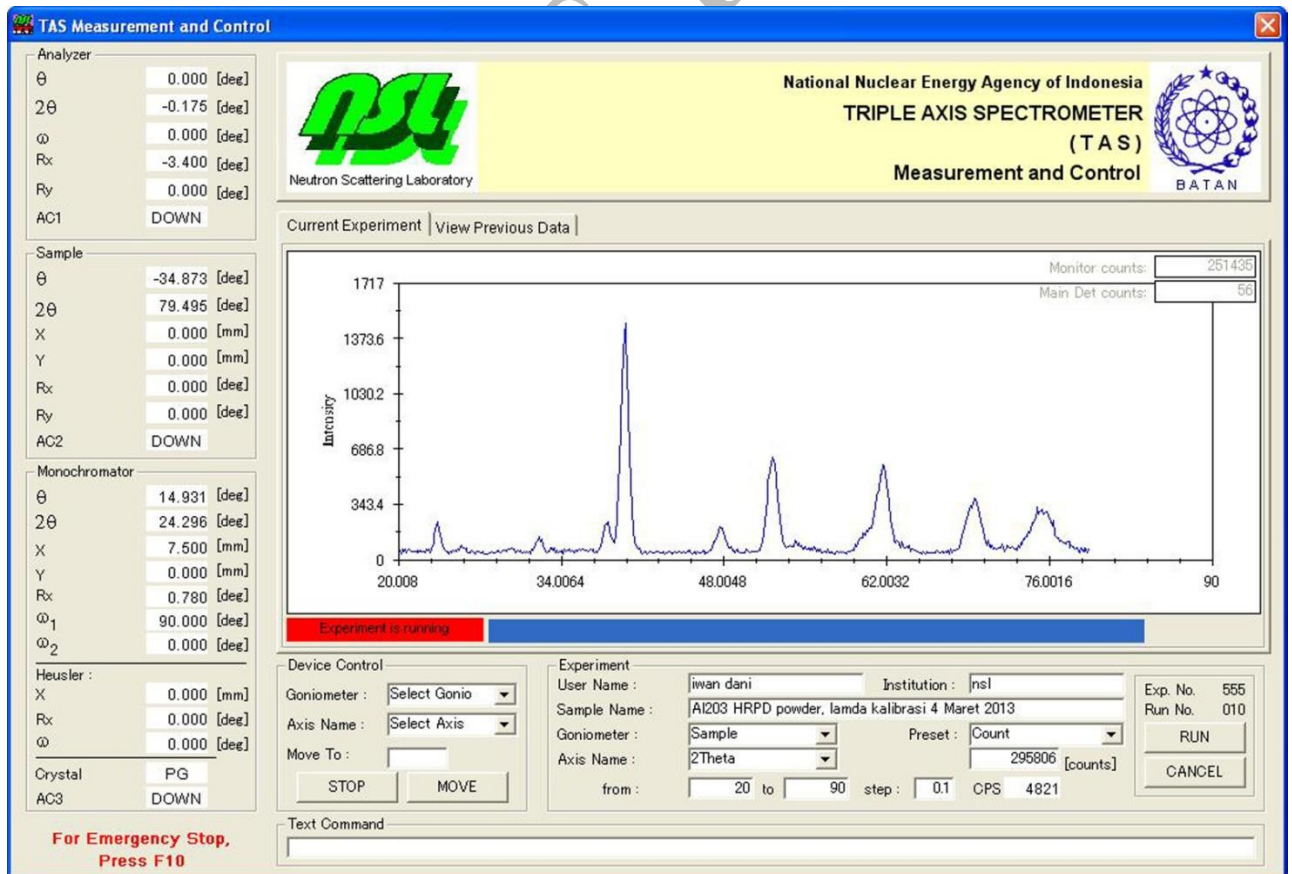 TAS Measurement and Control
Analyzer
θ 0.000 [deg]
2θ -0.175 [deg]
ω 0.000 [deg]
Rx -3.400 [deg]
Ry 0.000 [deg]
AC1 DOWN
Sample
θ -34.873 [deg]
2θ 79.495 [deg]
X 0.000 [mm]
Y 0.000 [mm]
Rx 0.000 [deg]
Ry 0.000 [deg]
AC2 DOWN
Monochromator
θ 14.931 [deg]
2θ 24.296 [deg]
X 7.500 [mm]
Y 0.000 [mm]
Rx 0.780 [deg]
ω1 90.000 [deg]
ω2 0.000 [deg]
Heusler :
X 0.000 [mm]
Rx 0.000 [deg]
ω 0.000 [deg]
Crystal PG
AC3 DOWN
For Emergency Stop,
Press F10
nsl
Neutron Scattering Laboratory
National Nuclear Energy Agency of Indonesia
TRIPLE AXIS SPECTROMETER
(TAS)
Measurement and Control
BATAN
Current Experiment View Previous Data
Monitor counts: 251435
Main Det counts: 56
Intensity
1717
1373.6
1030.2
686.8
343.4
0
20.008 34.0064 48.0048 62.0032 76.0016 90
Experiment is running
Device Control
Goniometer : Select Gonio
Axis Name : Select Axis
Move To :
STOP MOVE
Experiment
User Name : iwan dani Institution : nsl
Sample Name : Al203 HRPD powder, lamda kalibrasi 4 Maret 2013
Goniometer : Sample Preset : Count
Axis Name : 2Theta 295806 [counts]
from : 20 to 90 step : 0.1 CPS 4821
Exp. No. 555
Run No. 010
RUN
CANCEL
Text Command